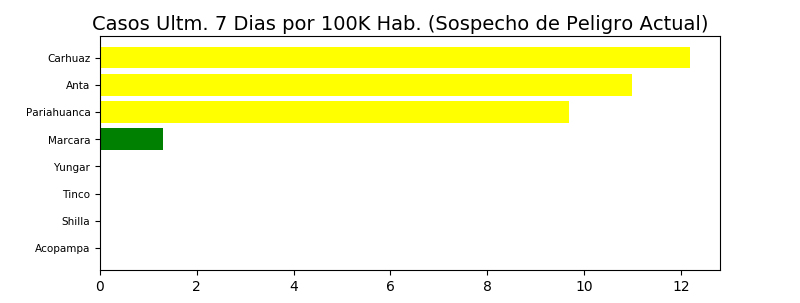 Casos Ultm. 7 Dias por 100K Hab. (Sospecho de Peligro Actual)
Carhuaz
Anta
Pariahuanca
Marcara
Yungar
Tinco
Shilla
Acopampa
0 2 4 6 8 10 12